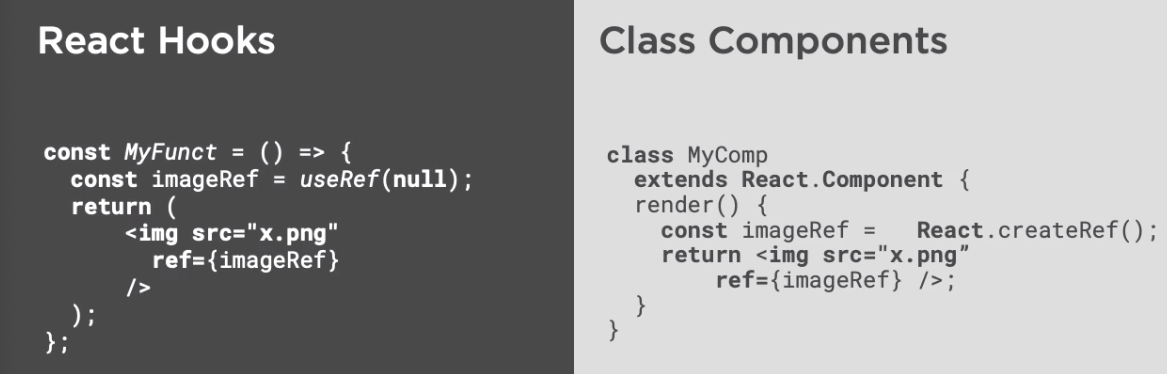 React Hooks
const MyFunct = () => {
const imageRef = useRef(null);
return (
<img src="x.png"
ref={imageRef}
/>
);
};
Class Components
class MyComp
extends React.Component {
render() {
const imageRef = React.createRef();
return <img src="x.png”
ref={imageRef} />;
}
}